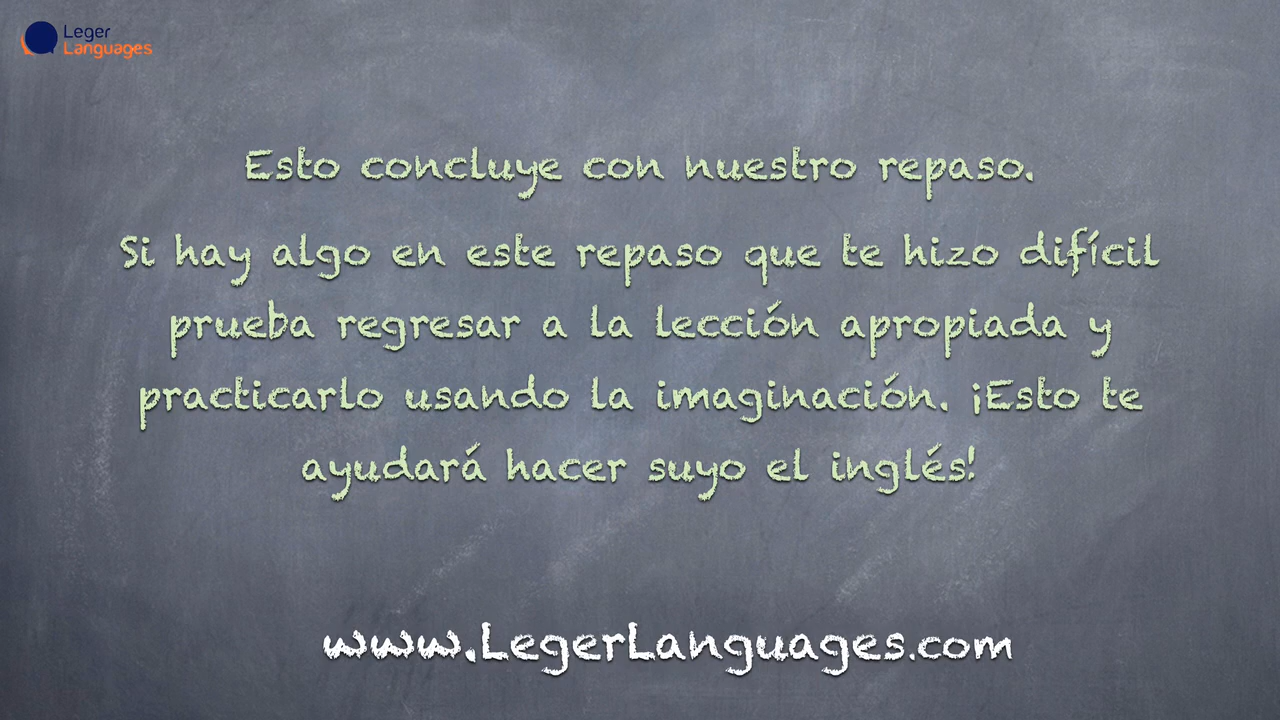 Leger
Languages
Esto concluye con nuestro repaso.
Si hay algo en este repaso que te hizo difícil
prueba regresar a la lección apropiada y
practicarlo usando la imaginación. ¡Esto te
ayudará hacer suyo el inglés!
www.LegerLanguages.com